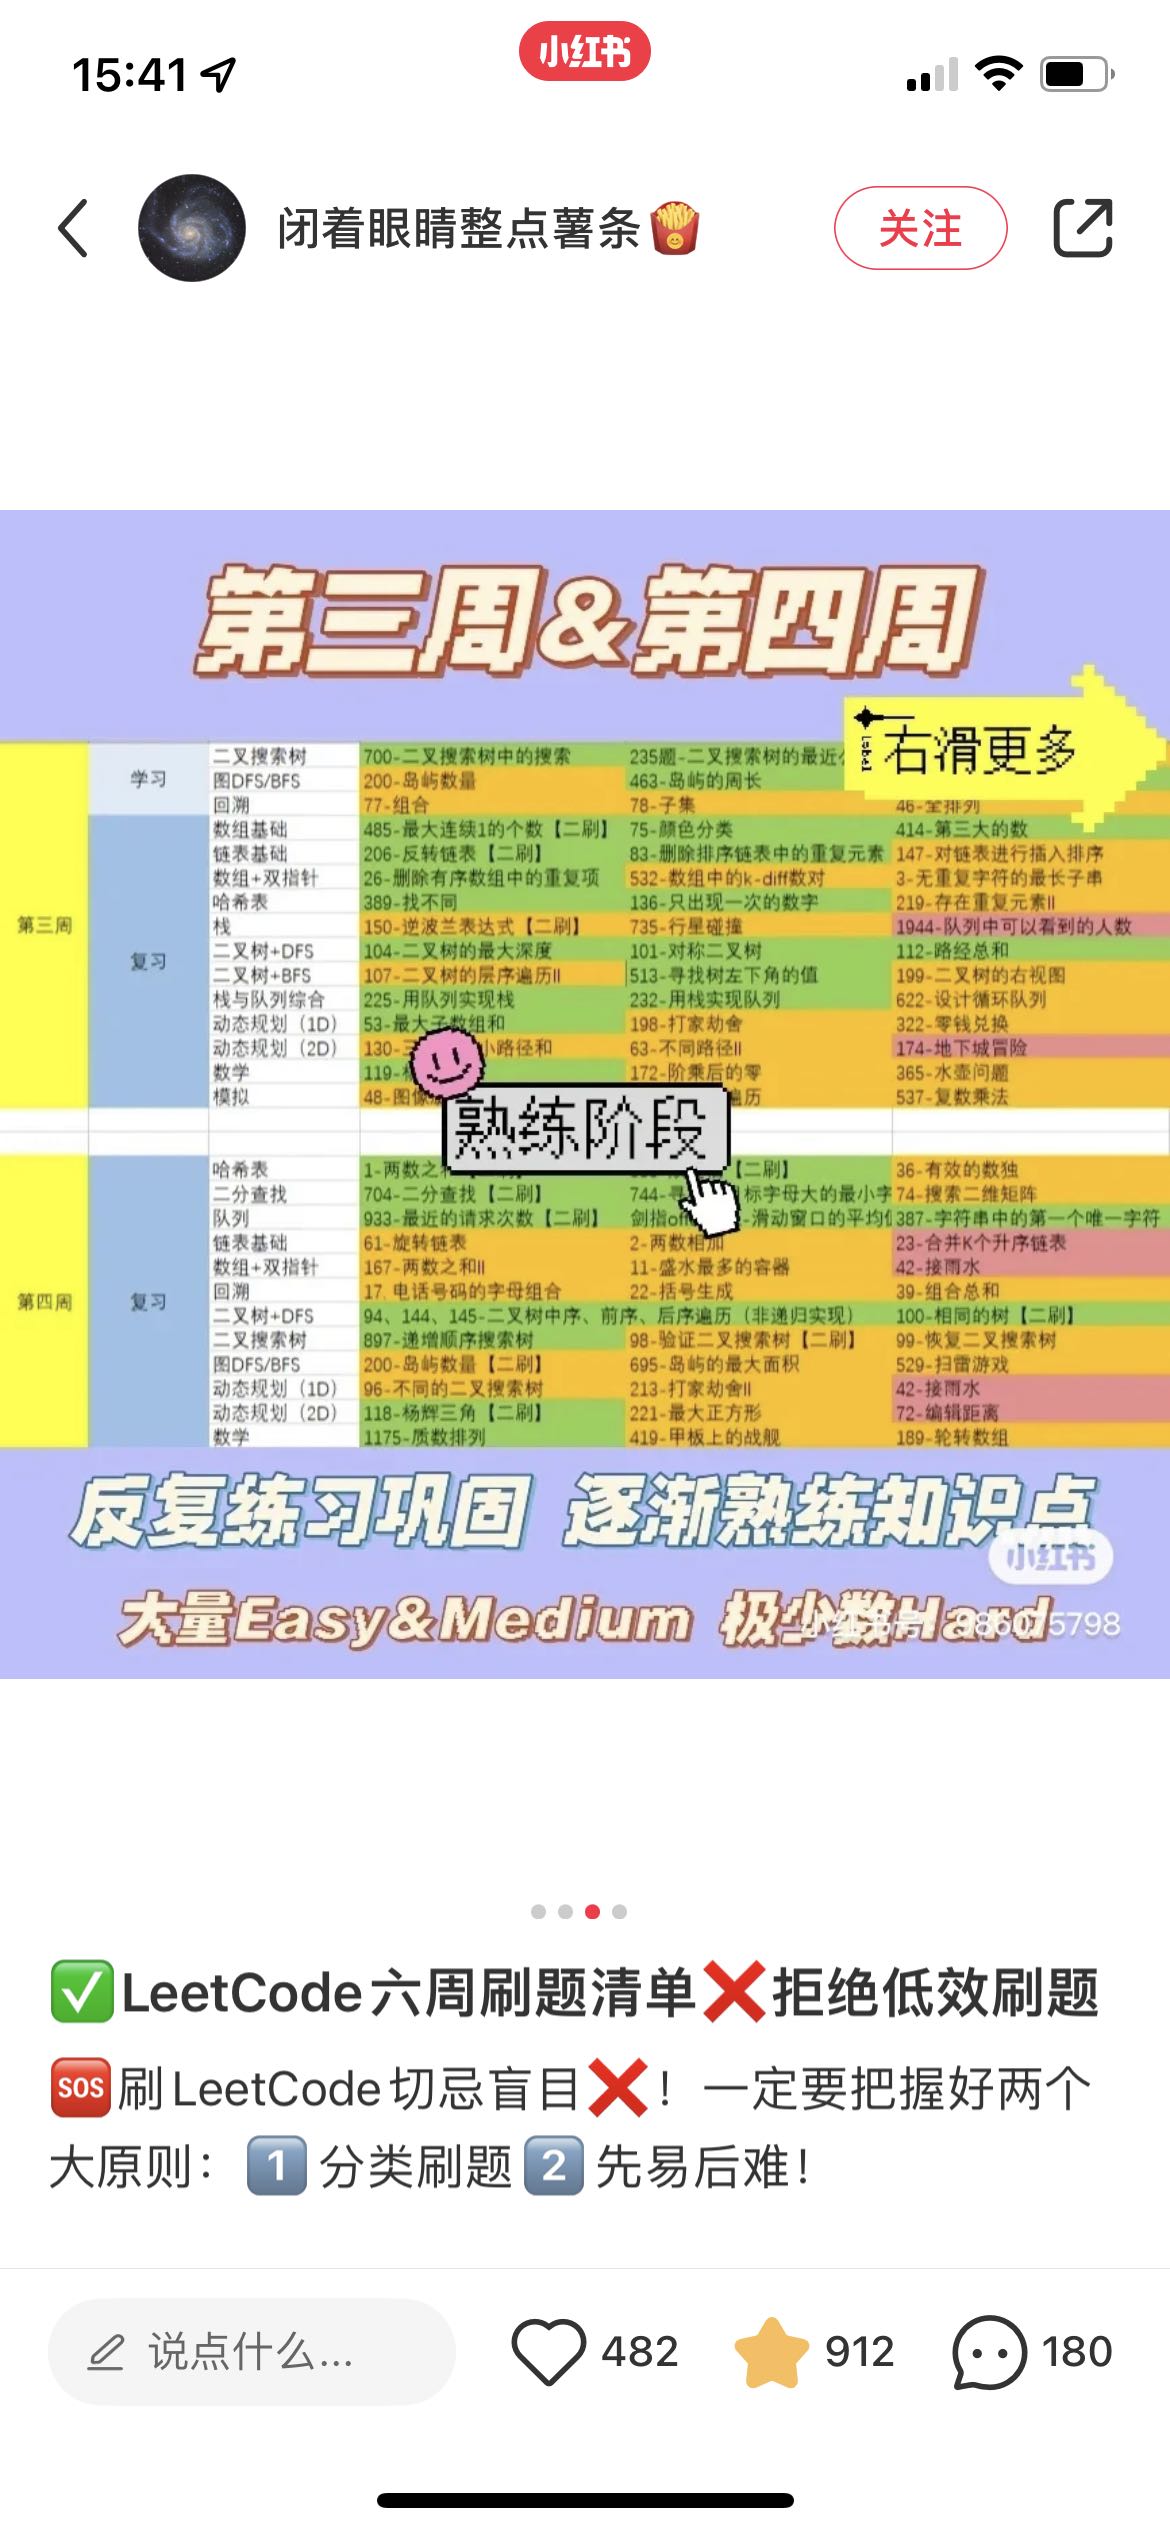 15:41
小红书
闭着眼睛整点薯条
关注
第三周&第四周
右滑更多
label
第三周
学习
二叉搜索树 700-二叉搜索树中的搜索 235题-二叉搜索树的最近
图DFS/BFS 200-岛屿数量 463-岛屿的周长
回溯 77-组合 78-子集 46-全排列
复习
数组基础 485-最大连续1的个数【二刷】 75-颜色分类 414-第三大的数
链表基础 206-反转链表【二刷】 83-删除排序链表中的重复元素 147-对链表进行插入排序
数组+双指针 26-删除有序数组中的重复项 532-数组中的k-diff数对 3-无重复字符的最长子串
哈希表 389-找不同 136-只出现一次的数字 219-存在重复元素II
栈 150-逆波兰表达式【二刷】 735-行星碰撞 1944-队列中可以看到的人数
二叉树+DFS 104-二叉树的最大深度 101-对称二叉树 112-路经总和
二叉树+BFS 107-二叉树的层序遍历II 513-寻找树左下角的值 199-二叉树的右视图
栈与队列综合 225-用队列实现栈 232-用栈实现队列 622-设计循环队列
动态规划（1D） 53-最大子数组和 198-打家劫舍 322-零钱兑换
动态规划（2D） 130-三 小路径和 63-不同路径II 174-地下城冒险
数学 119- 172-阶乘后的零 365-水壶问题
模拟 48-图像 遍历 537-复数乘法
熟练阶段
第四周
复习
哈希表 1-两数之和 【二刷】 36-有效的数独
二分查找 704-二分查找【二刷】 744-寻 标字母大的最小字 74-搜索二维矩阵
队列 933-最近的请求次数【二刷】 剑指of -滑动窗口的平均值 387-字符串中的第一个唯一字符
链表基础 61-旋转链表 2-两数相加 23-合并K个升序链表
数组+双指针 167-两数之和II 11-盛水最多的容器 42-接雨水
回溯 17. 电话号码的字母组合 22-括号生成 39-组合总和
二叉树+DFS 94、144、145-二叉树中序、前序、后序遍历（非递归实现） 100-相同的树【二刷】
二叉搜索树 897-递增顺序搜索树 98-验证二叉搜索树【二刷】 99-恢复二叉搜索树
图DFS/BFS 200-岛屿数量【二刷】 695-岛屿的最大面积 529-扫雷游戏
动态规划（1D） 96-不同的二叉搜索树 213-打家劫舍II 42-接雨水
动态规划（2D） 118-杨辉三角【二刷】 221-最大正方形 72-编辑距离
数学 1175-质数排列 419-甲板上的战舰 189-轮转数组
反复练习巩固 逐渐熟练知识点
小红书
大量Easy&Medium 极少数Hard
小红书号：986075798
LeetCode六周刷题清单❌拒绝低效刷题
SOS刷LeetCode切忌盲目❌！一定要把握好两个
大原则：1 分类刷题 2 先易后难！
说点什么...
482
912
180